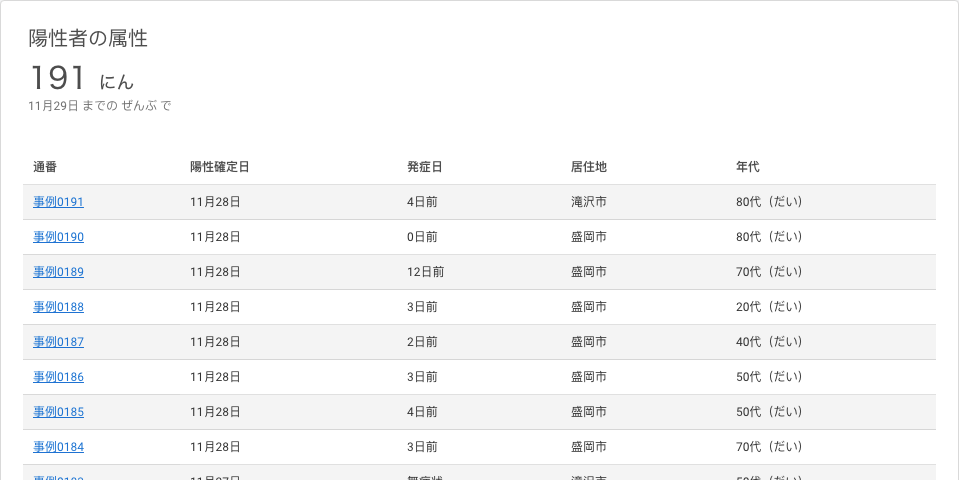 陽性者の属性
191 にん
11月29日 までの ぜんぶ で
通番 陽性確定日 発症日 居住地 年代
事例0191 11月28日 4日前 滝沢市 80代（だい）
事例0190 11月28日 0日前 盛岡市 80代（だい）
事例0189 11月28日 12日前 盛岡市 70代（だい）
事例0188 11月28日 3日前 盛岡市 20代（だい）
事例0187 11月28日 2日前 盛岡市 40代（だい）
事例0186 11月28日 3日前 盛岡市 50代（だい）
事例0185 11月28日 4日前 盛岡市 50代（だい）
事例0184 11月28日 3日前 盛岡市 70代（だい）